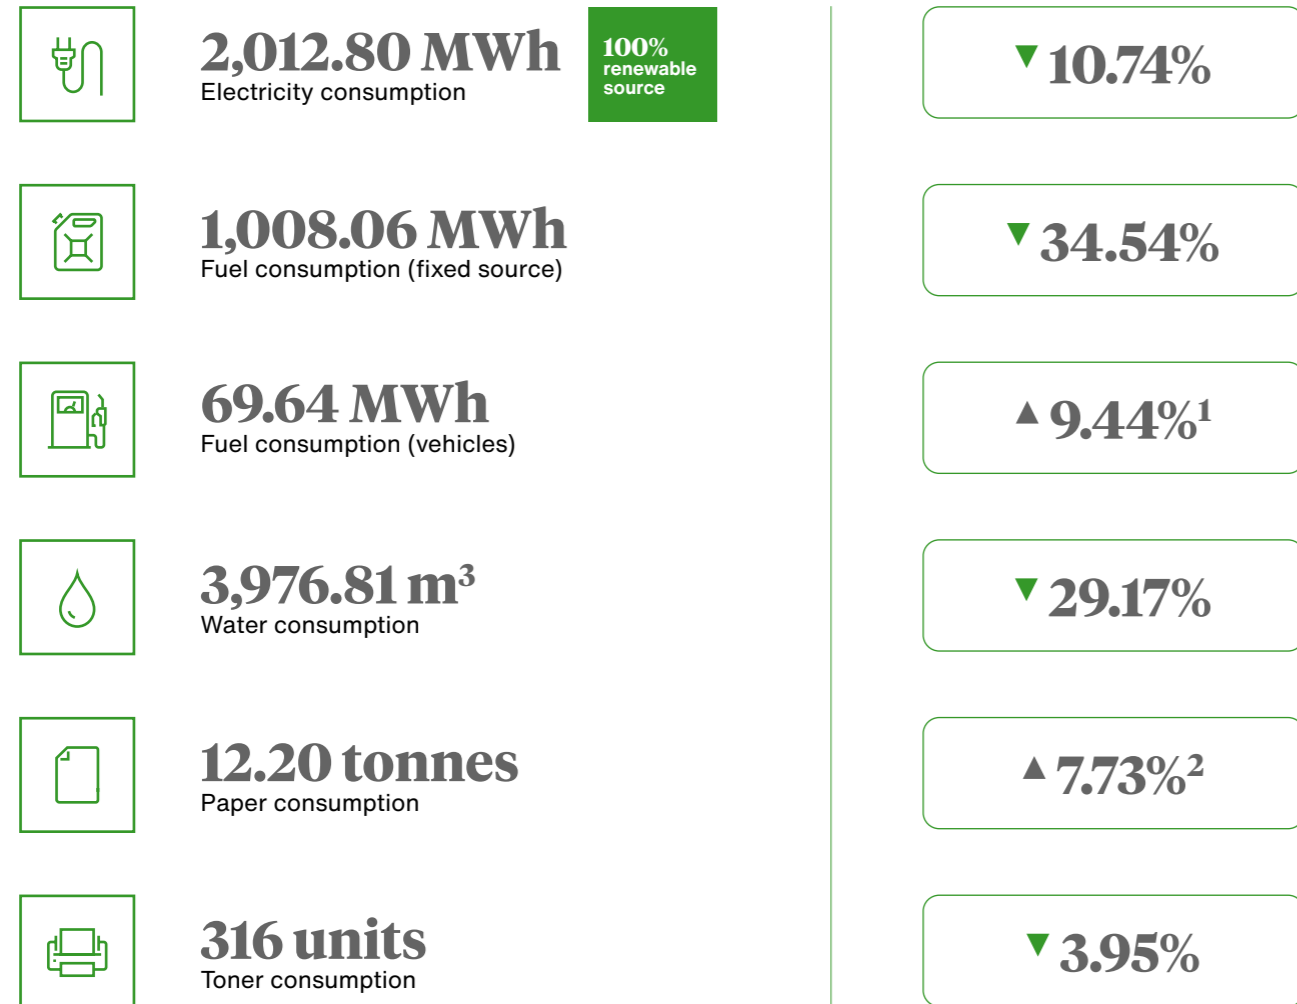 2,012.80 MWh
Electricity consumption
100%
renewable
source
▼ 10.74%
1,008.06 MWh
Fuel consumption (fixed source)
▼ 34.54%
69.64 MWh
Fuel consumption (vehicles)
▲ 9.44%¹
3,976.81 m³
Water consumption
▼ 29.17%
12.20 tonnes
Paper consumption
▲ 7.73%²
316 units
Toner consumption
▼ 3.95%